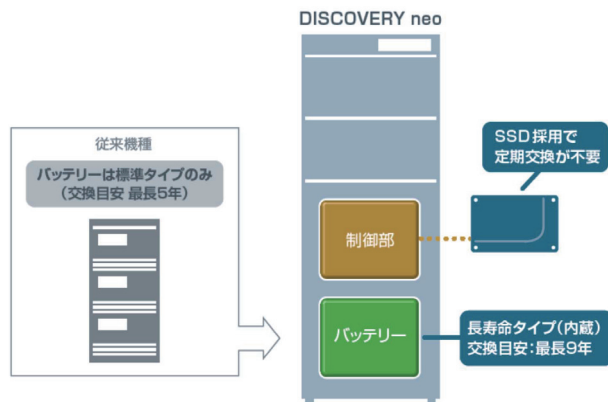 DISCOVERY neo
従来機種
バッテリーは標準タイプのみ
(交換目安 最長5年)
SSD採用で
定期交換が不要
制御部
バッテリー
長寿命タイプ(内蔵)
交換目安:最長9年